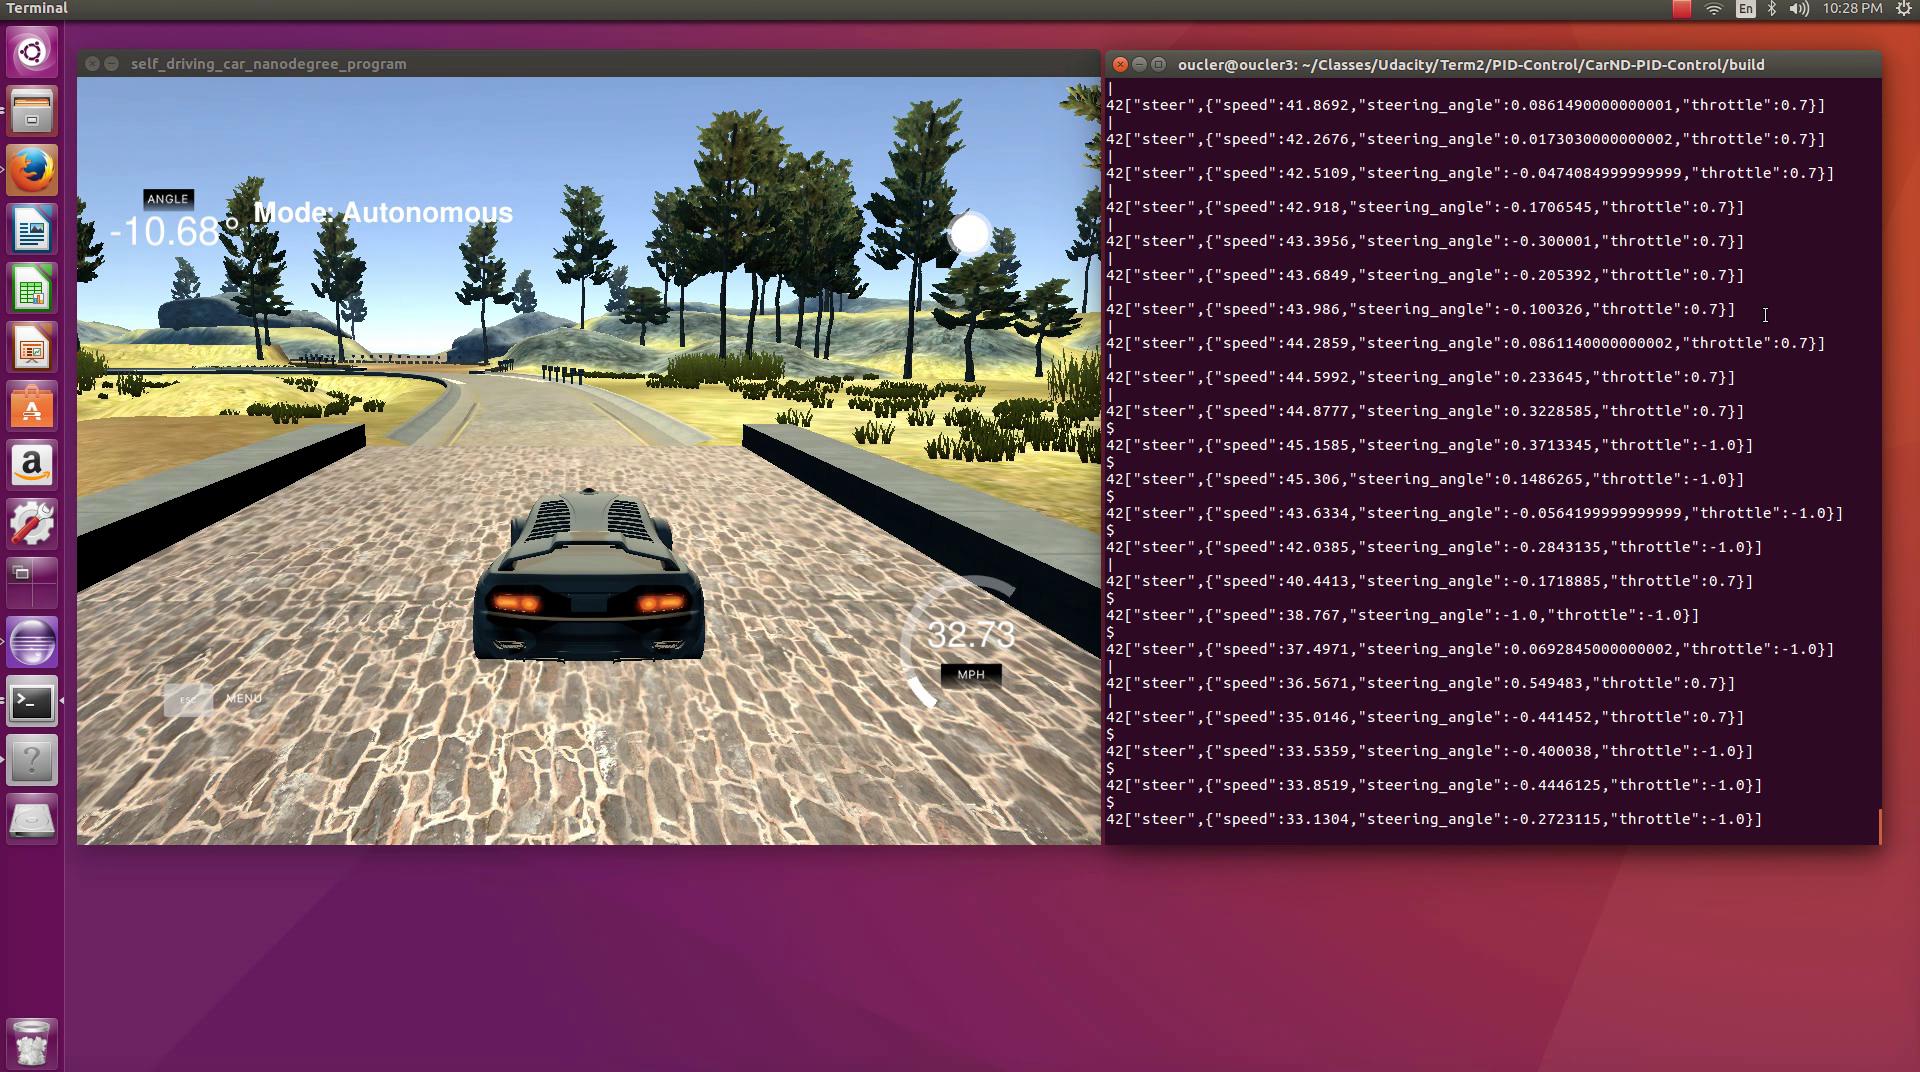 Terminal
En
10:28 PM
self_driving_car_nanodegree_program
ANGLE
-10.68°
Mode: Autonomous
32.73
MPH
ESC
MENU
oucler@oucler3: ~/Classes/Udacity/Term2/PID-Control/CarND-PID-Control/build
|
42["steer",{"speed":41.8692,"steering_angle":0.0861490000000001,"throttle":0.7}]
|
42["steer",{"speed":42.2676,"steering_angle":0.0173030000000002,"throttle":0.7}]
|
42["steer",{"speed":42.5109,"steering_angle":-0.0474084999999999,"throttle":0.7}]
|
42["steer",{"speed":42.918,"steering_angle":-0.1706545,"throttle":0.7}]
|
42["steer",{"speed":43.3956,"steering_angle":-0.300001,"throttle":0.7}]
|
42["steer",{"speed":43.6849,"steering_angle":-0.205392,"throttle":0.7}]
|
42["steer",{"speed":43.986,"steering_angle":-0.100326,"throttle":0.7}]
|
42["steer",{"speed":44.2859,"steering_angle":0.0861140000000002,"throttle":0.7}]
|
42["steer",{"speed":44.5992,"steering_angle":0.233645,"throttle":0.7}]
|
42["steer",{"speed":44.8777,"steering_angle":0.3228585,"throttle":0.7}]
$
42["steer",{"speed":45.1585,"steering_angle":0.3713345,"throttle":-1.0}]
$
42["steer",{"speed":45.306,"steering_angle":0.1486265,"throttle":-1.0}]
$
42["steer",{"speed":43.6334,"steering_angle":-0.0564199999999999,"throttle":-1.0}]
$
42["steer",{"speed":42.0385,"steering_angle":-0.2843135,"throttle":-1.0}]
|
42["steer",{"speed":40.4413,"steering_angle":-0.1718885,"throttle":0.7}]
$
42["steer",{"speed":38.767,"steering_angle":-1.0,"throttle":-1.0}]
$
42["steer",{"speed":37.4971,"steering_angle":0.0692845000000002,"throttle":-1.0}]
|
42["steer",{"speed":36.5671,"steering_angle":0.549483,"throttle":0.7}]
|
42["steer",{"speed":35.0146,"steering_angle":-0.441452,"throttle":0.7}]
$
42["steer",{"speed":33.5359,"steering_angle":-0.400038,"throttle":-1.0}]
$
42["steer",{"speed":33.8519,"steering_angle":-0.4446125,"throttle":-1.0}]
$
42["steer",{"speed":33.1304,"steering_angle":-0.2723115,"throttle":-1.0}]